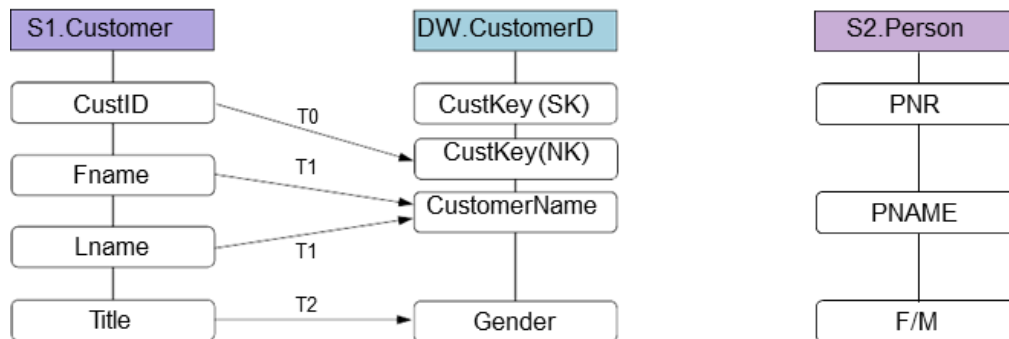 S1.Customer
DW.CustomerD
S2.Person
CustID
T0
CustKey (SK)
PNR
CustKey(NK)
Fname
T1
CustomerName
PNAME
Lname
T1
Title
T2
Gender
F/M